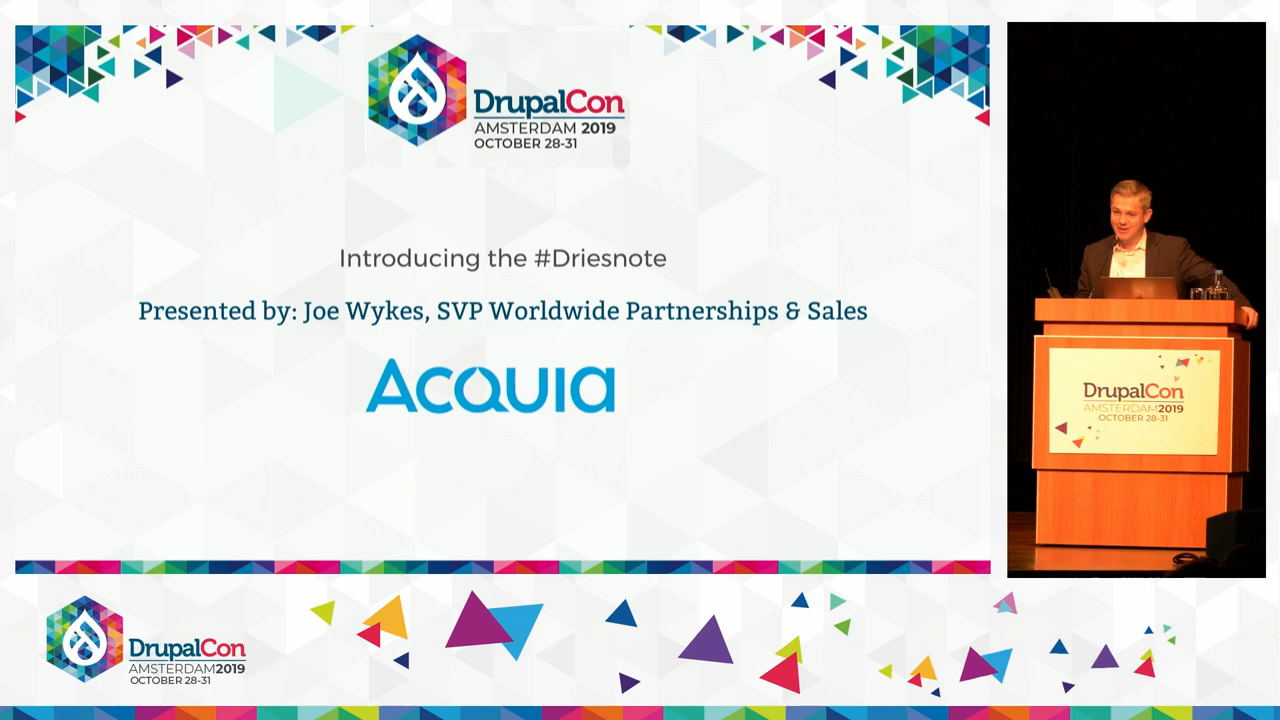 DrupalCon
AMSTERDAM 2019
OCTOBER 28-31
Introducing the #Driesnote
Presented by: Joe Wykes, SVP Worldwide Partnerships & Sales
Acquia
DrupalCon
AMSTERDAM2019
OCTOBER 28-31
DrupalCon
AMSTERDAM2019
OCTOBER 28-31